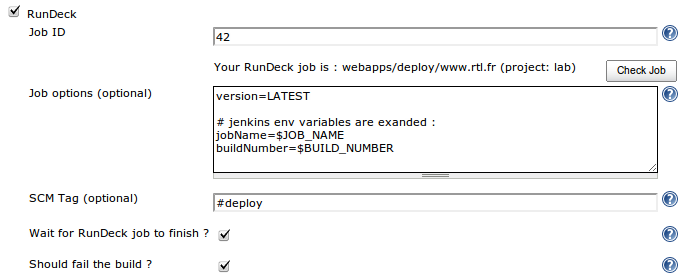 RunDeck
Job ID
42
Your RunDeck job is : webapps/deploy/www.rtl.fr (project: lab)
Check Job
Job options (optional)
version=LATEST
# jenkins env variables are exanded :
jobName=$JOB_NAME
buildNumber=$BUILD_NUMBER
SCM Tag (optional)
#deploy
Wait for RunDeck job to finish ?
Should fail the build ?